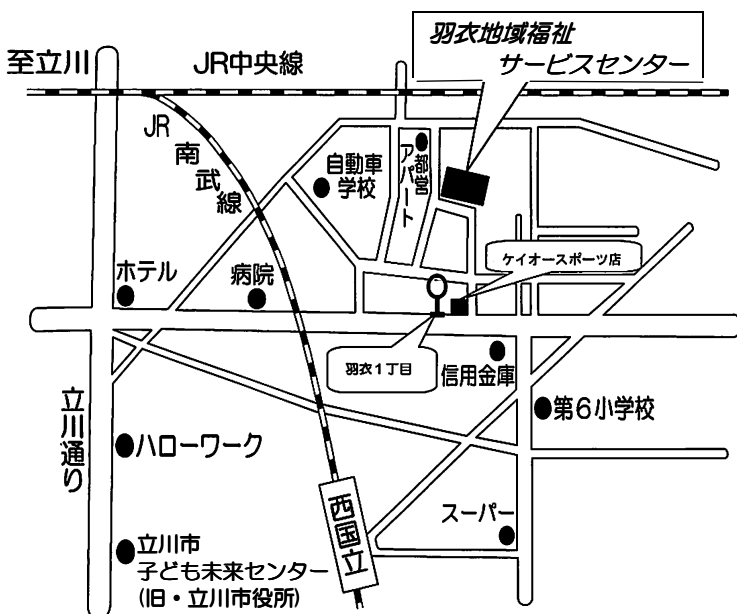 羽衣地域福祉
サービスセンター
至立川
JR中央線
JR南武線
自動車
学校
都営
アパート
ケイオースポーツ店
ホテル
病院
羽衣1丁目
信用金庫
立川通り
第6小学校
ハローワーク
西国立
スーパー
立川市
子ども未来センター
(旧・立川市役所)